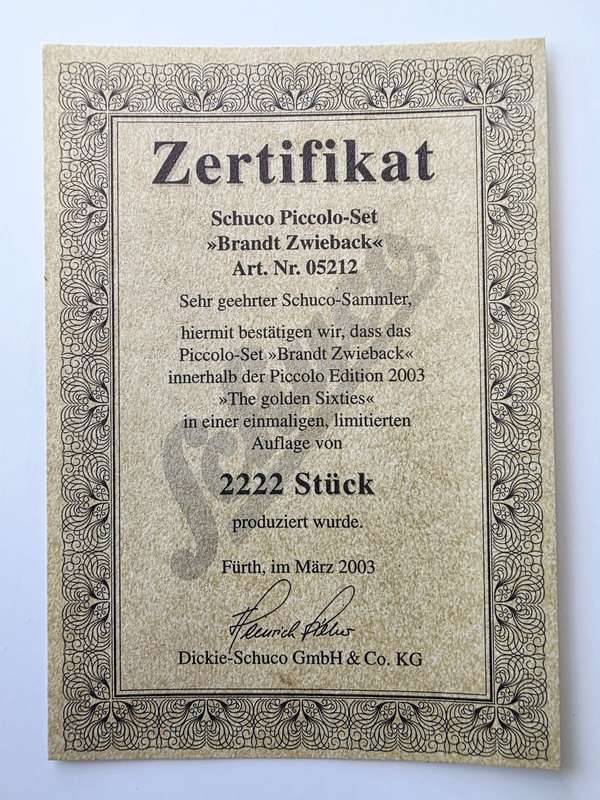 Zertifikat
Schuco Piccolo-Set
»Brandt Zwieback«
Art. Nr. 05212
Sehr geehrter Schuco-Sammler,
hiermit bestätigen wir, dass das
Piccolo-Set »Brandt Zwieback«
innerhalb der Piccolo Edition 2003
»The golden Sixties«
in einer einmaligen, limitierten
Auflage von
2222 Stück
produziert wurde.
Fürth, im März 2003
Dickie-Schuco GmbH & Co. KG
Schuco